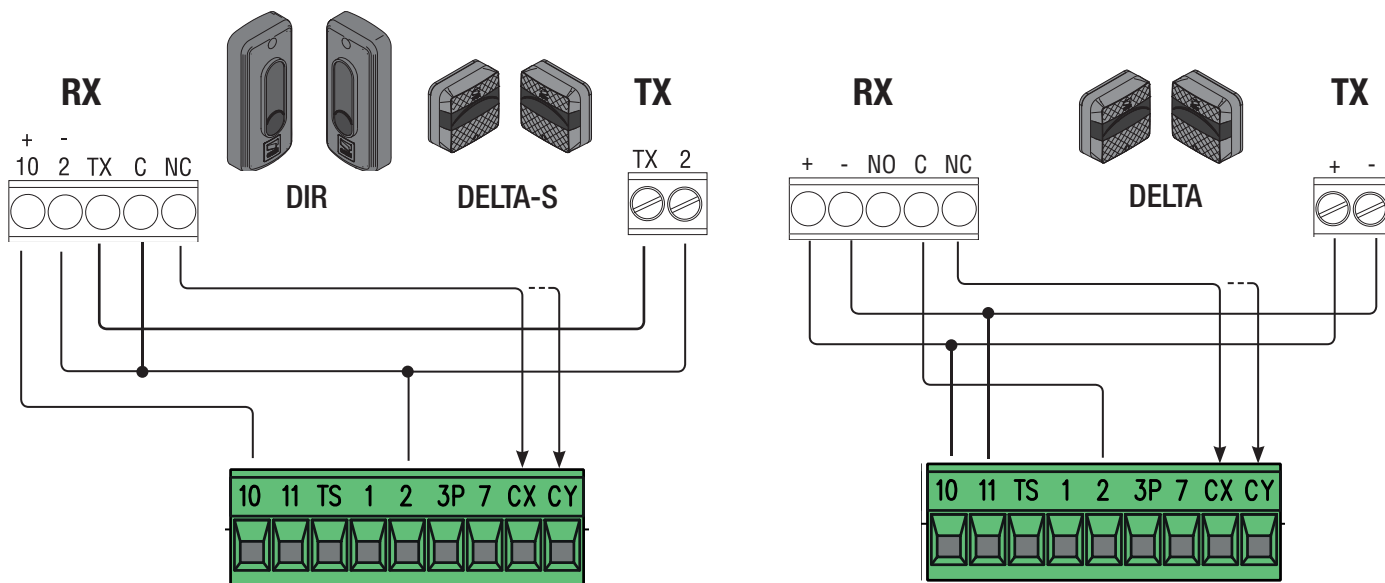 RX
TX
+ -
10 2 TX C NC
TX 2
DIR
DELTA-S
10 11 TS 1 2 3P 7 CX CY
RX
TX
+ - NO C NC
+ -
DELTA
10 11 TS 1 2 3P 7 CX CY